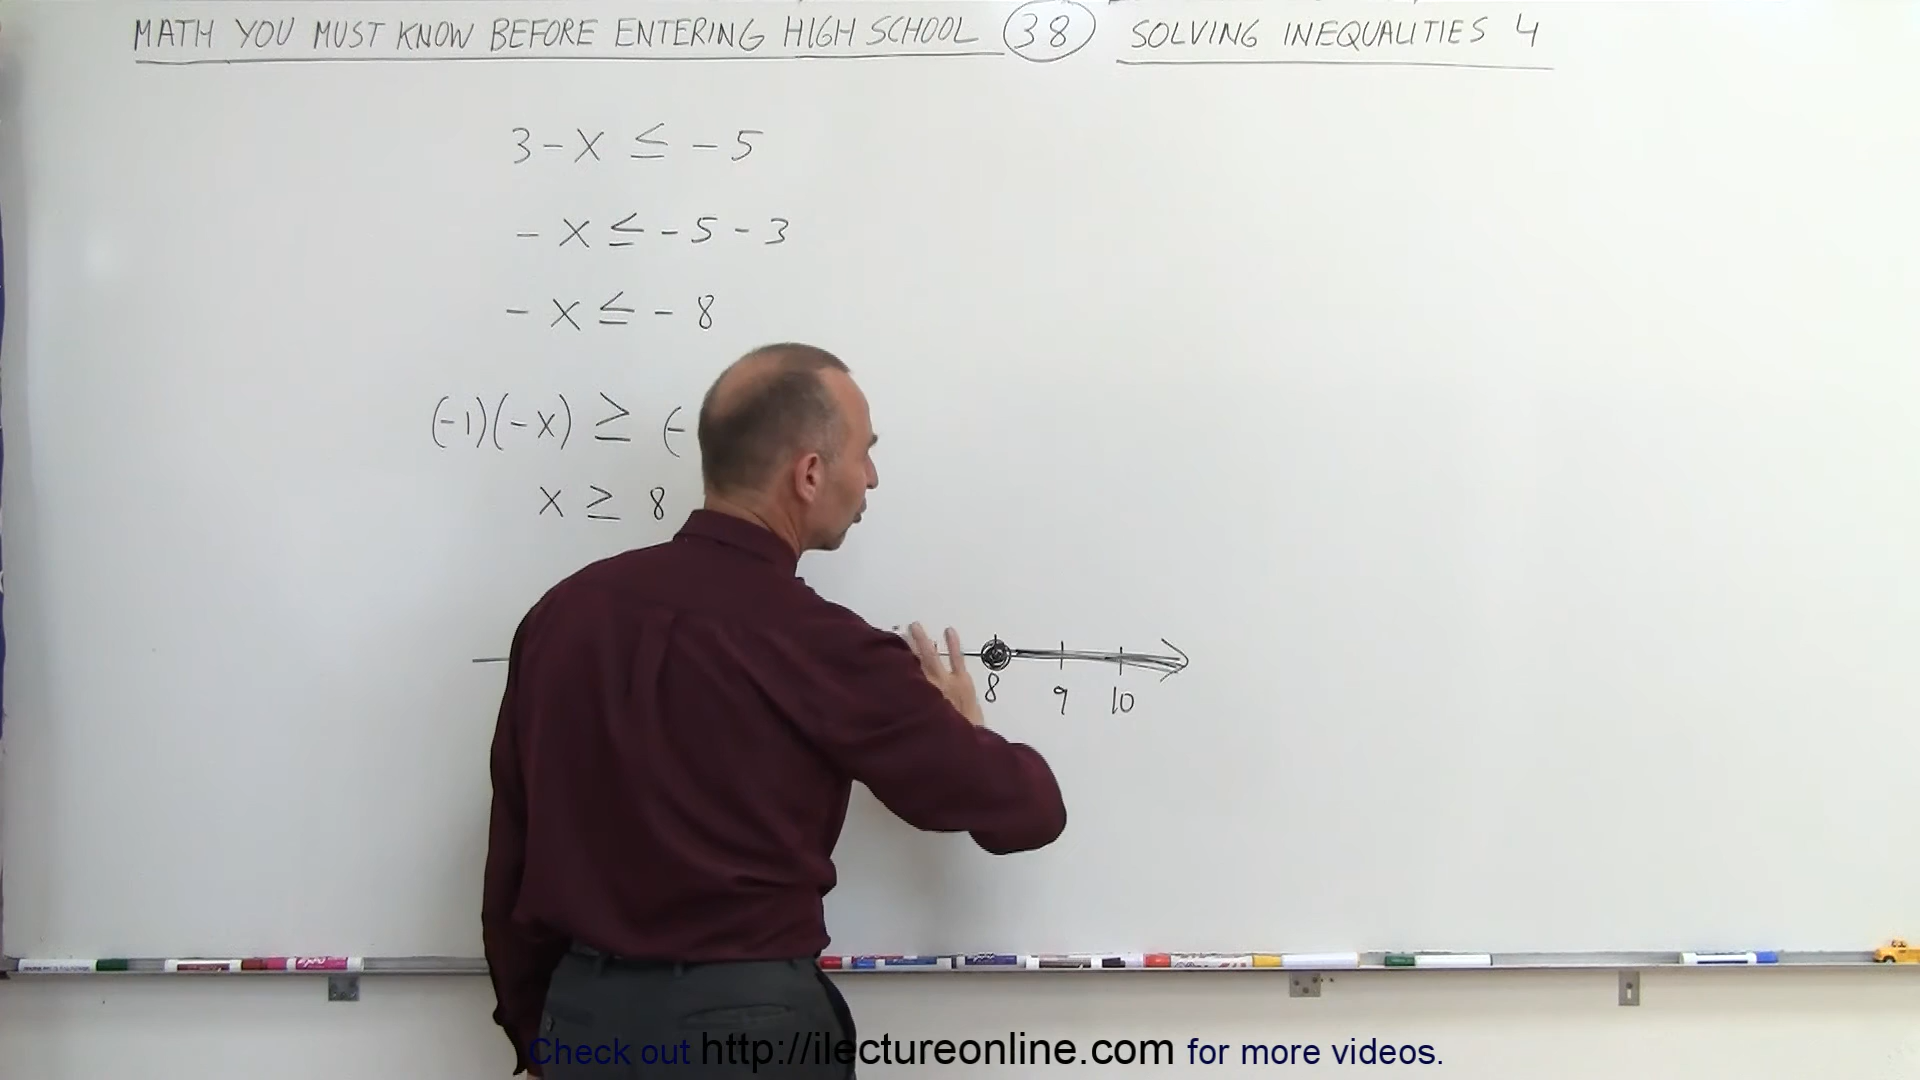 MATH YOU MUST KNOW BEFORE ENTERING HIGH SCHOOL 38 SOLVING INEQUALITIES 4
3 - X ≤ - 5
- X ≤ - 5 - 3
- X ≤ - 8
(-1)(-X) ≥ (-
X ≥ 8
8 9 10
Check out http://ilectureonline.com for more videos.